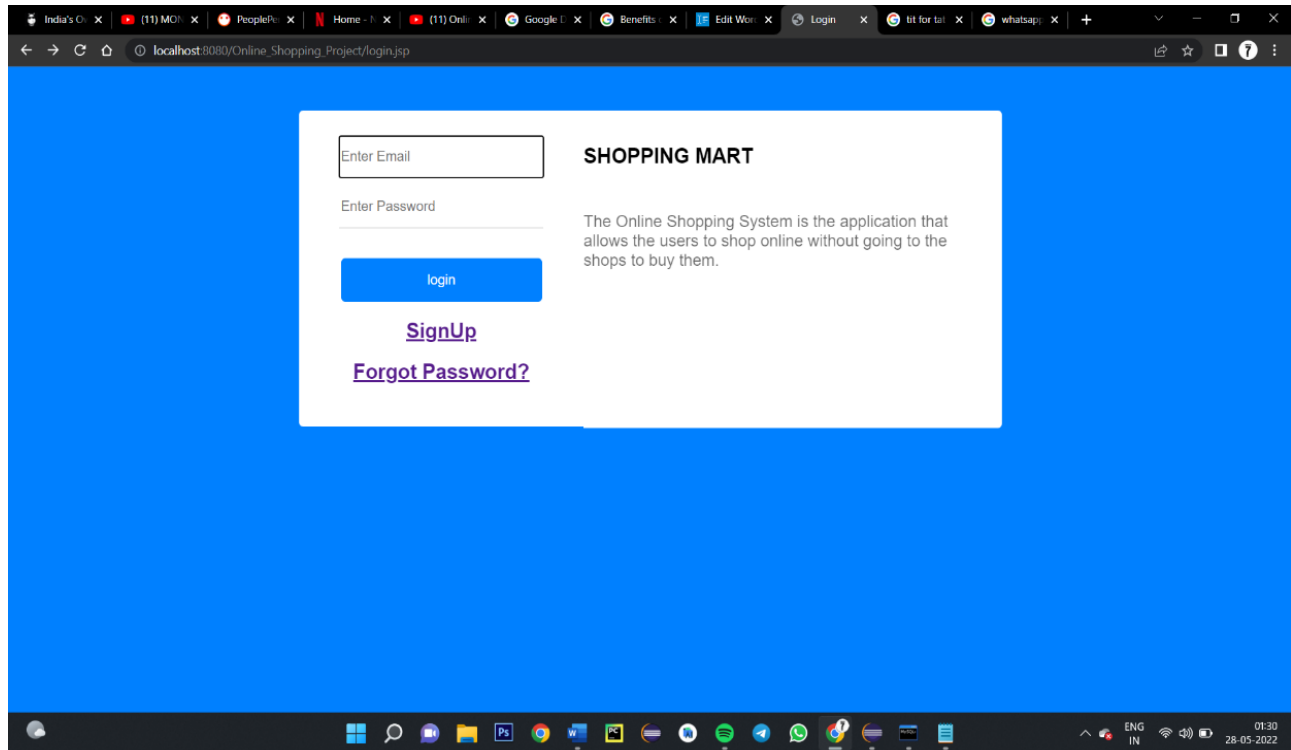 India's Ov
(11) MON
PeoplePe
Home - N
(11) Onlin
Google D
Benefits o
Edit Wor
Login
tit for tat
whatsapp
localhost:8080/Online_Shopping_Project/login.jsp
Enter Email
Enter Password
login
SignUp
Forgot Password?
SHOPPING MART
The Online Shopping System is the application that
allows the users to shop online without going to the
shops to buy them.
Ps
ENG
IN
01:30
28-05-2022